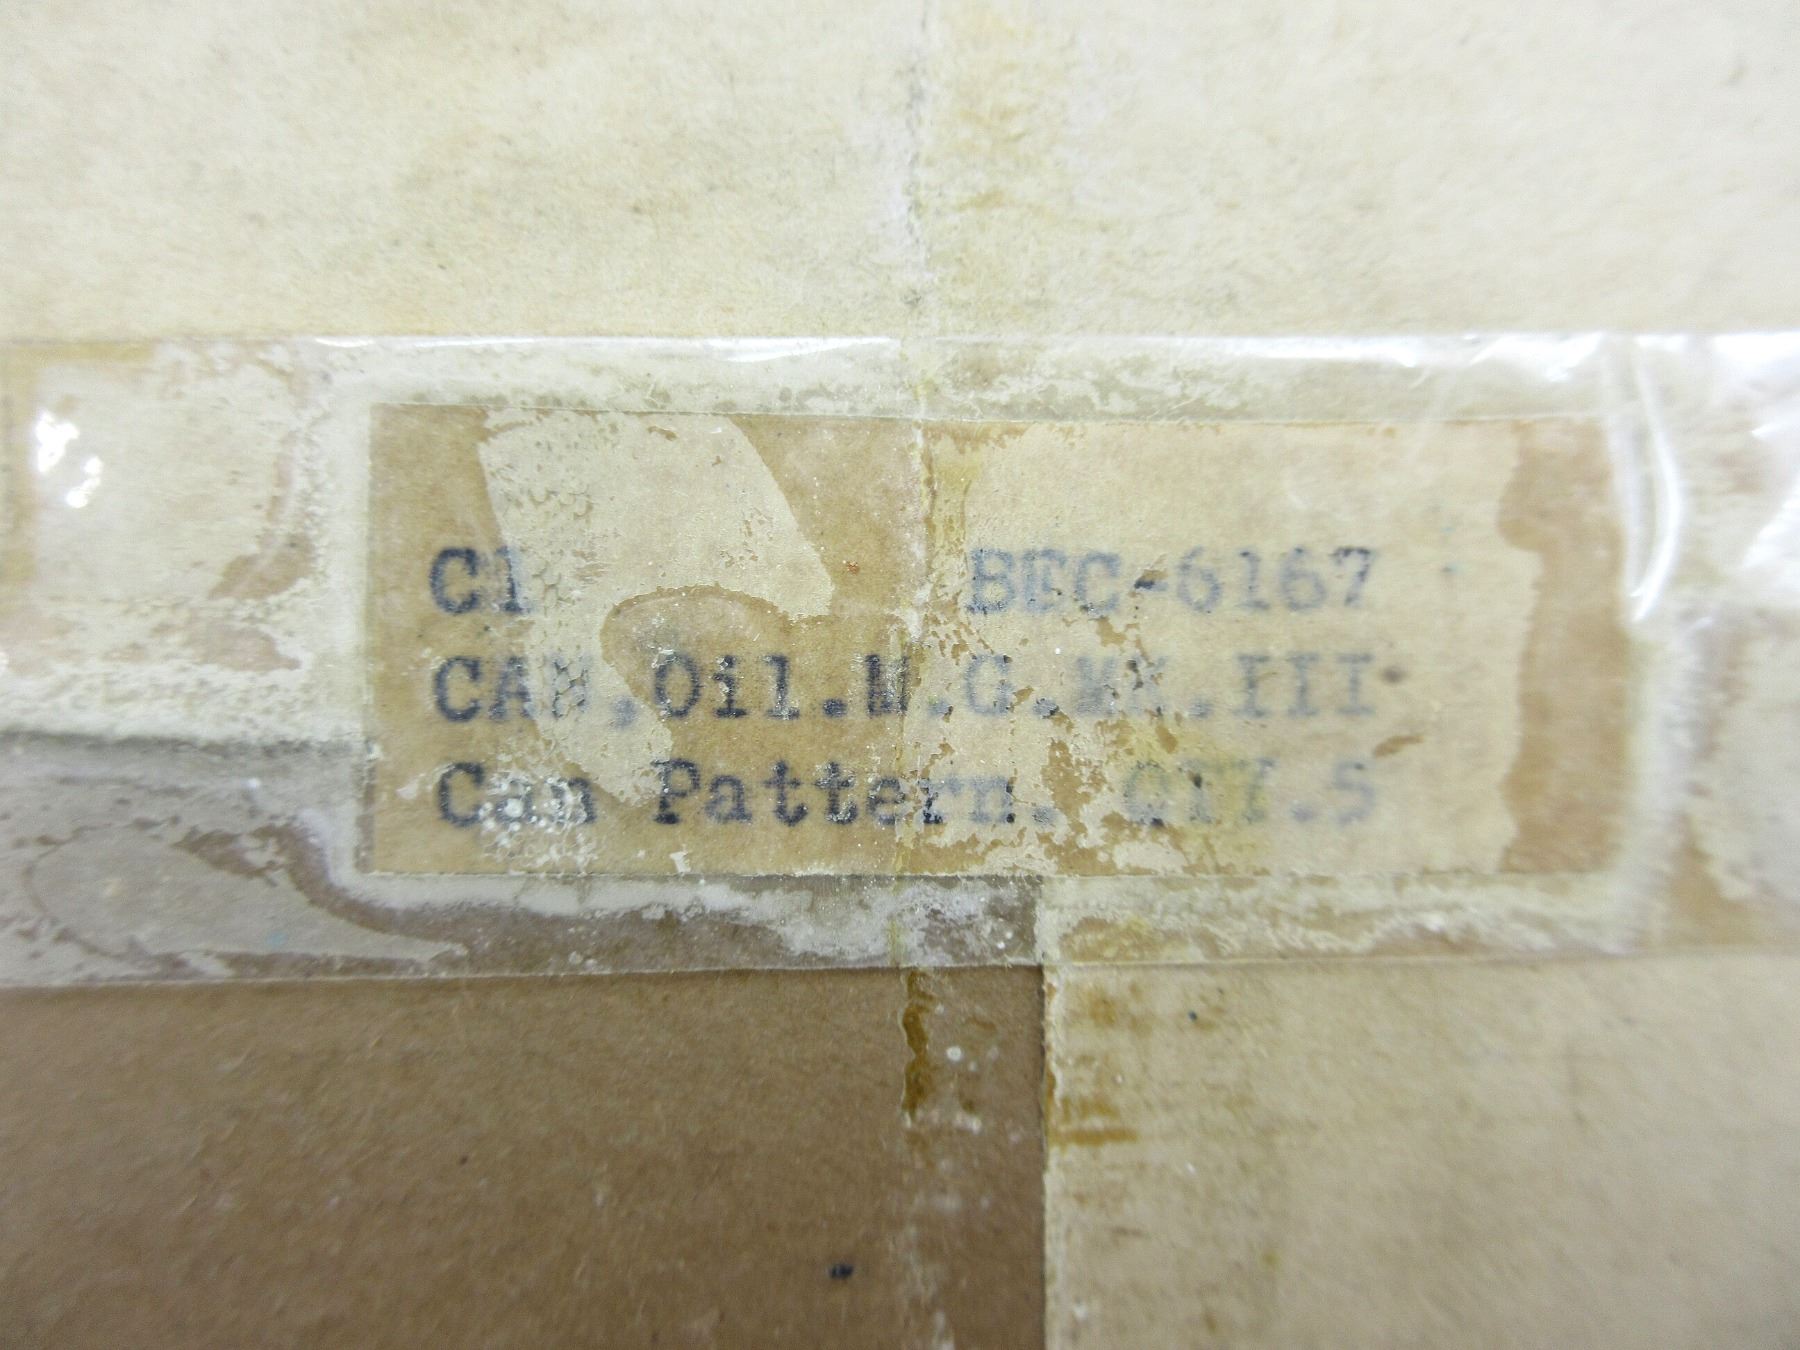 C1 BEC-6167
CAN,Oil.M.G.MK.III
Can Pattern. QTY.5